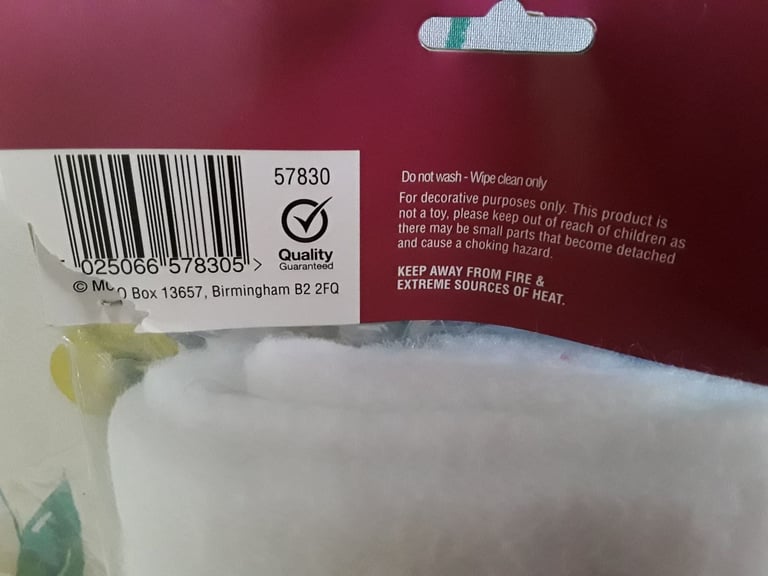 57830
Quality
Guaranteed
025066 578305 >
© M O Box 13657, Birmingham B2 2FQ
Do not wash - Wipe clean only
For decorative purposes only. This product is
not a toy, please keep out of reach of children as
there may be small parts that become detached
and cause a choking hazard.
KEEP AWAY FROM FIRE &
EXTREME SOURCES OF HEAT.